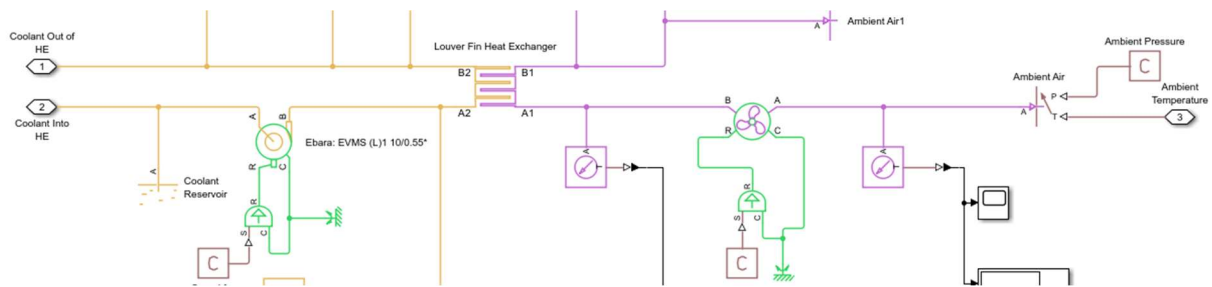 Coolant Out of
HE
1
2
Coolant Into
HE
A
Coolant
Reservoir
A
B
R
C
Ebara: EVMS (L)1 10/0.55*
R
S
C
C
Louver Fin Heat Exchanger
B2
B1
A2
A1
A
Ambient Air1
A
T
B
A
R
C
R
S
C
C
A
T
Ambient Air
A
P
T
Ambient Pressure
C
Ambient
Temperature
3